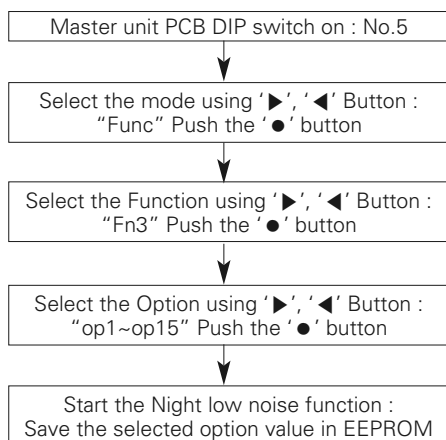 Master unit PCB DIP switch on : No.5
Select the mode using ‘▶’, ‘◀’ Button :
“Func” Push the ‘●’ button
Select the Function using ‘▶’, ‘◀’ Button :
“Fn3” Push the ‘●’ button
Select the Option using ‘▶’, ‘◀’ Button :
“op1~op15” Push the ‘●’ button
Start the Night low noise function :
Save the selected option value in EEPROM